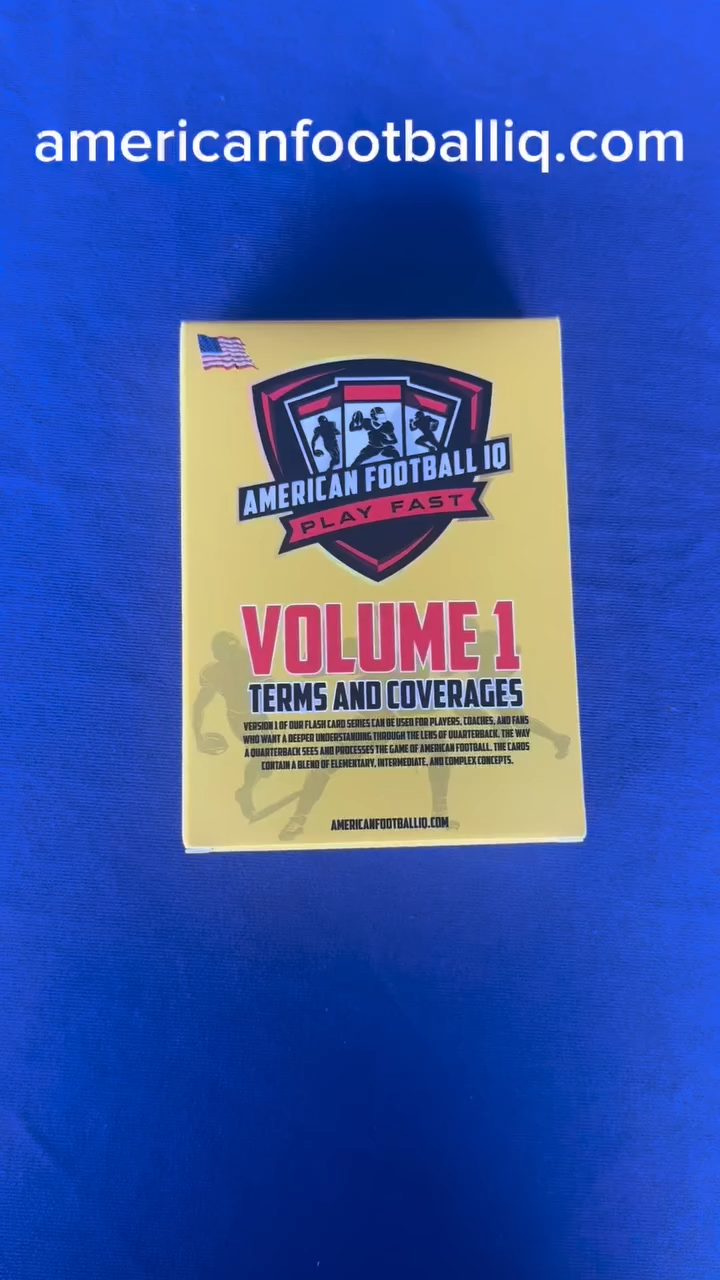 americanfootballiq.com
AMERICAN FOOTBALL IQ
PLAY FAST
VOLUME 1
TERMS AND COVERAGES
VERSION 1 OF OUR FLASH CARD SERIES CAN BE USED FOR PLAYERS, COACHES, AND FANS
WHO WANT A DEEPER UNDERSTANDING THROUGH THE LENS OF QUARTERBACK. THE WAY
A QUARTERBACK SEES AND PROCESSES THE GAME OF AMERICAN FOOTBALL. THE CARDS
CONTAIN A BLEND OF ELEMENTARY, INTERMEDIATE, AND COMPLEX CONCEPTS.
AMERICANFOOTBALLIQ.COM